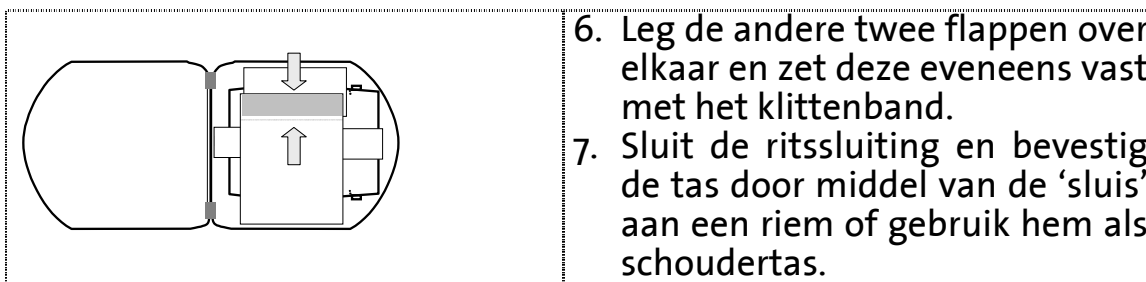 6. Leg de andere twee flappen over
elkaar en zet deze eveneens vast
met het klittenband.
7. Sluit de ritssluiting en bevestig
de tas door middel van de ‘sluis’
aan een riem of gebruik hem als
schoudertas.